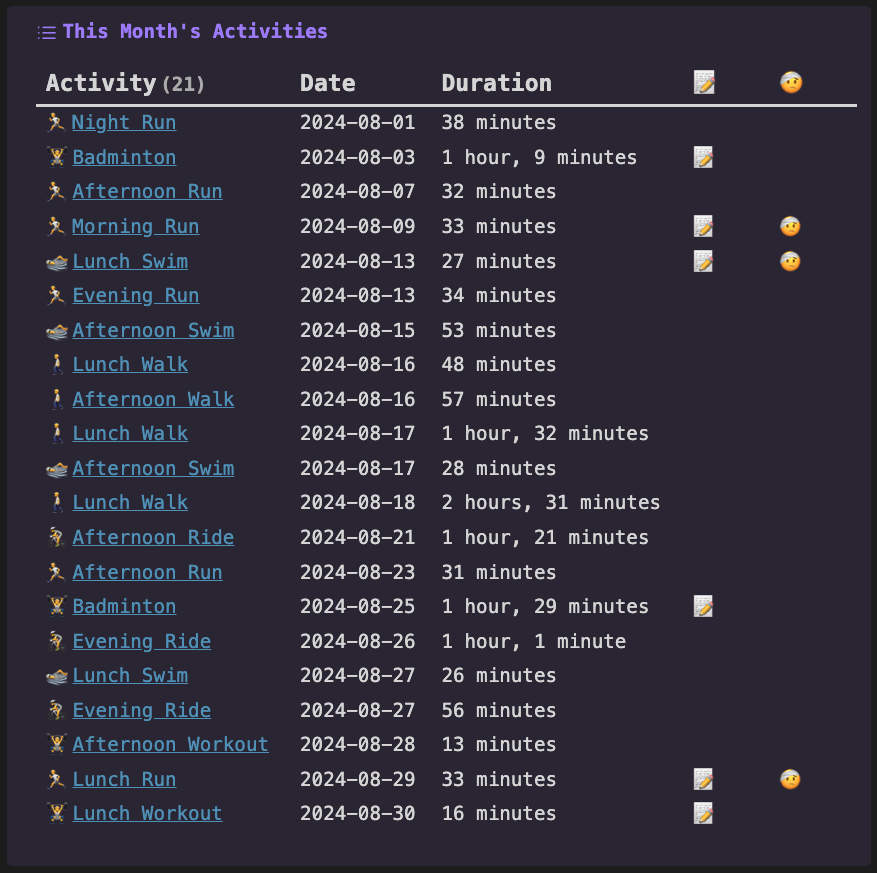 This Month's Activities
Activity (21) Date Duration 📝 🤕
🏃 Night Run 2024-08-01 38 minutes
🏋 Badminton 2024-08-03 1 hour, 9 minutes 📝
🏃 Afternoon Run 2024-08-07 32 minutes
🏃 Morning Run 2024-08-09 33 minutes 📝 🤕
🏊 Lunch Swim 2024-08-13 27 minutes 📝 🤕
🏃 Evening Run 2024-08-13 34 minutes
🏊 Afternoon Swim 2024-08-15 53 minutes
🚶 Lunch Walk 2024-08-16 48 minutes
🚶 Afternoon Walk 2024-08-16 57 minutes
🚶 Lunch Walk 2024-08-17 1 hour, 32 minutes
🏊 Afternoon Swim 2024-08-17 28 minutes
🚶 Lunch Walk 2024-08-18 2 hours, 31 minutes
🚴 Afternoon Ride 2024-08-21 1 hour, 21 minutes
🏃 Afternoon Run 2024-08-23 31 minutes
🏋 Badminton 2024-08-25 1 hour, 29 minutes 📝
🚴 Evening Ride 2024-08-26 1 hour, 1 minute
🏊 Lunch Swim 2024-08-27 26 minutes
🚴 Evening Ride 2024-08-27 56 minutes
🏋 Afternoon Workout 2024-08-28 13 minutes
🏃 Lunch Run 2024-08-29 33 minutes 📝 🤕
🏋 Lunch Workout 2024-08-30 16 minutes 📝